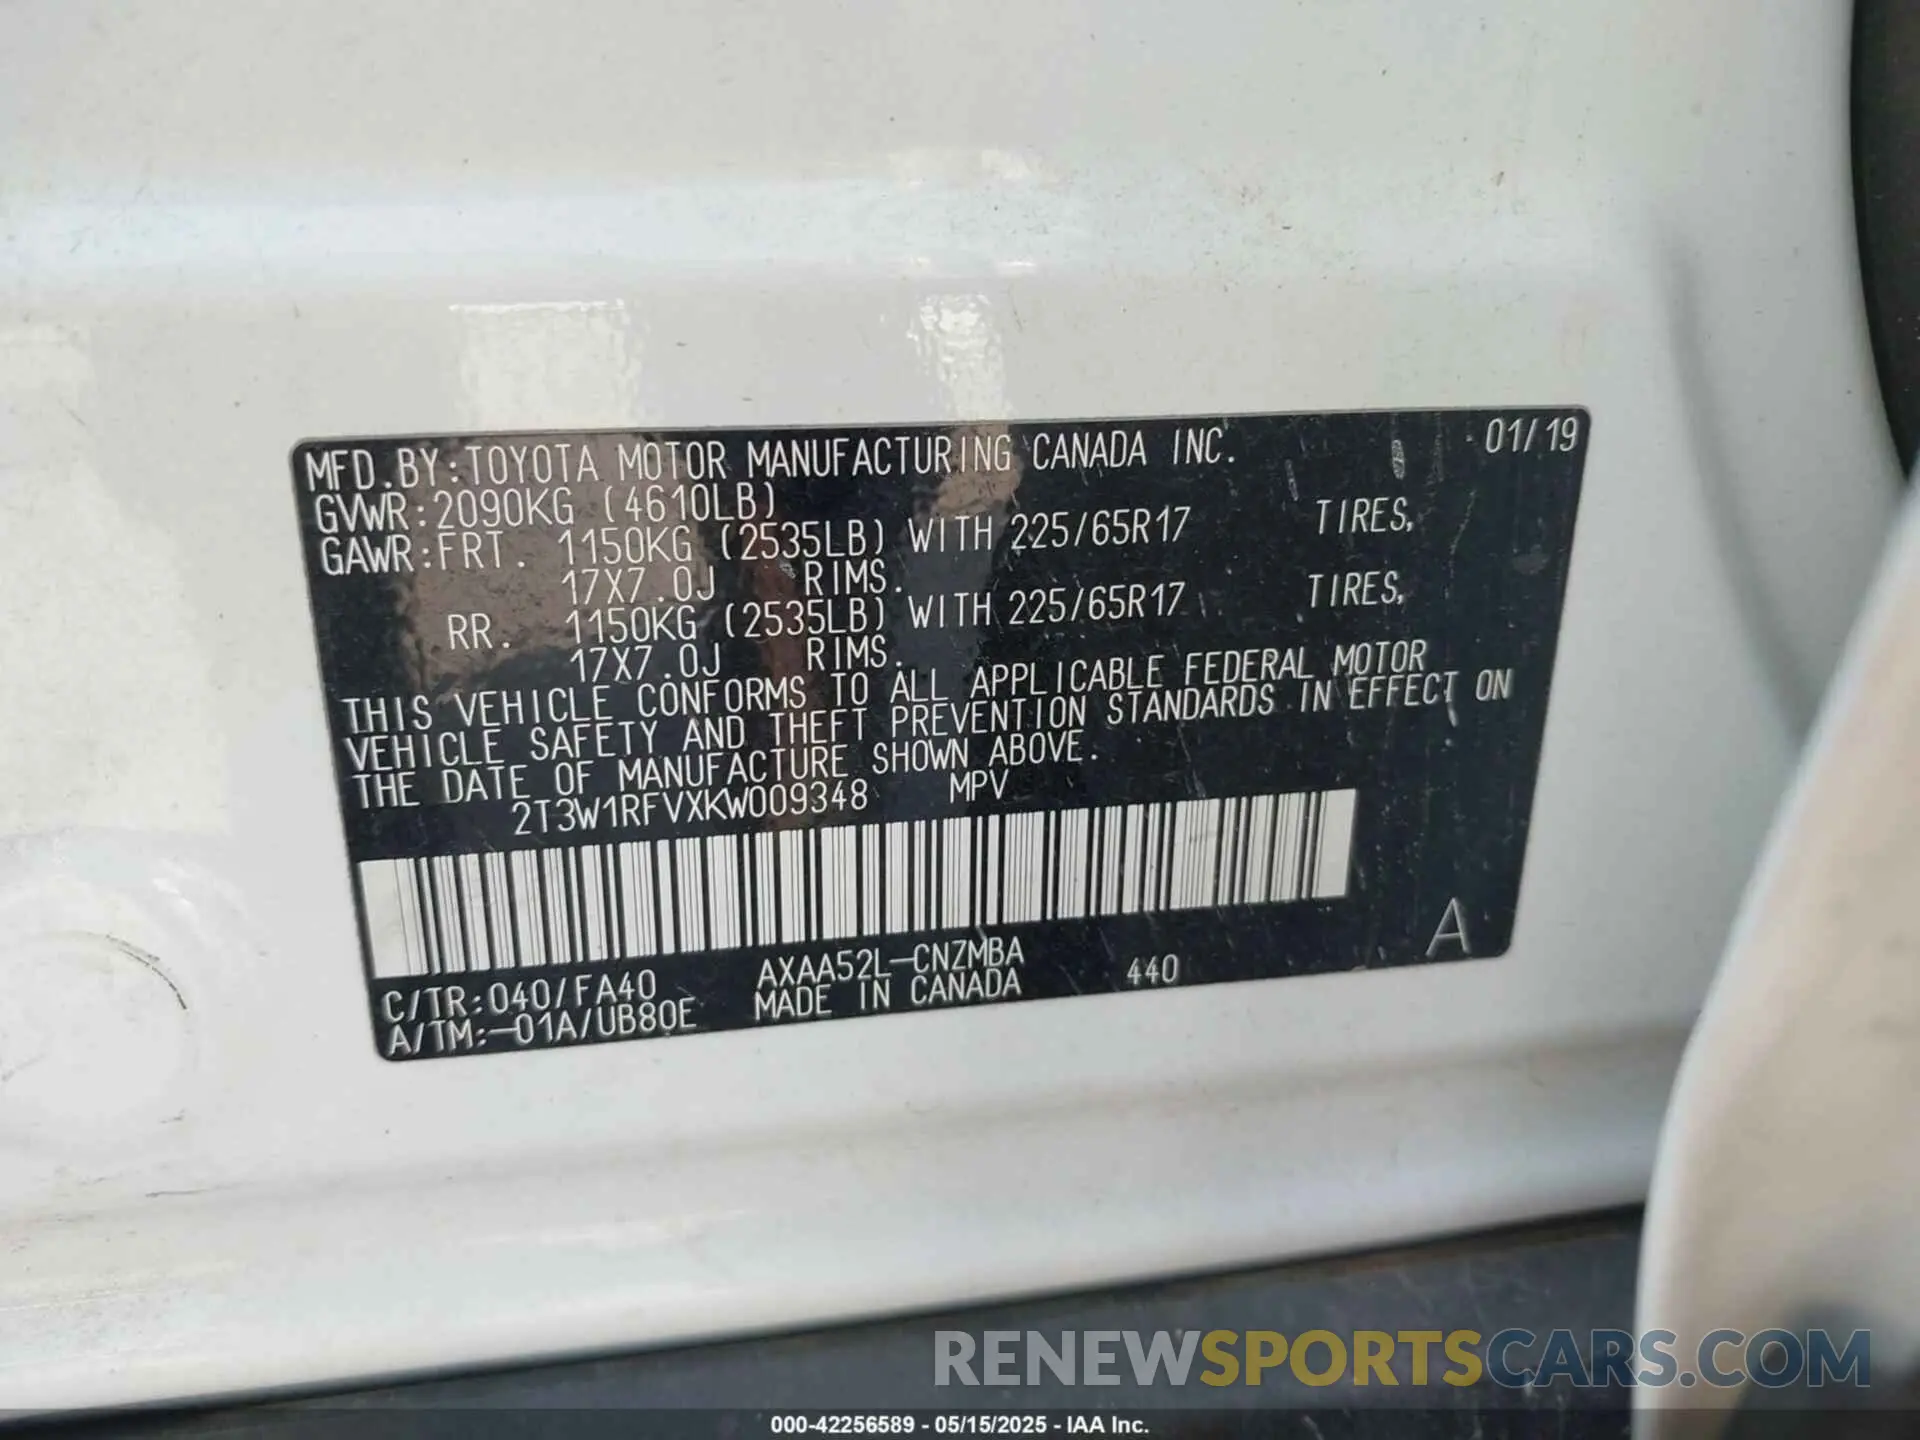 MFD.BY:TOYOTA MOTOR MANUFACTURING CANADA INC. 01/19
GVWR:2090KG (4610LB)
GAWR:FRT. 1150KG (2535LB) WITH 225/65R17 TIRES,
17X7.0J RIMS.
RR. 1150KG (2535LB) WITH 225/65R17 TIRES,
17X7.0J RIMS.
THIS VEHICLE CONFORMS TO ALL APPLICABLE FEDERAL MOTOR
VEHICLE SAFETY AND THEFT PREVENTION STANDARDS IN EFFECT ON
THE DATE OF MANUFACTURE SHOWN ABOVE.
2T3W1RFVXKW009348 MPV
A
C/TR:040/FA40 AXAA52L-CNZMBA 440
A/TM:-01A/UB80E MADE IN CANADA
RENEWSPORTSCARS.COM
000-42256589 - 05/15/2025 - IAA Inc.